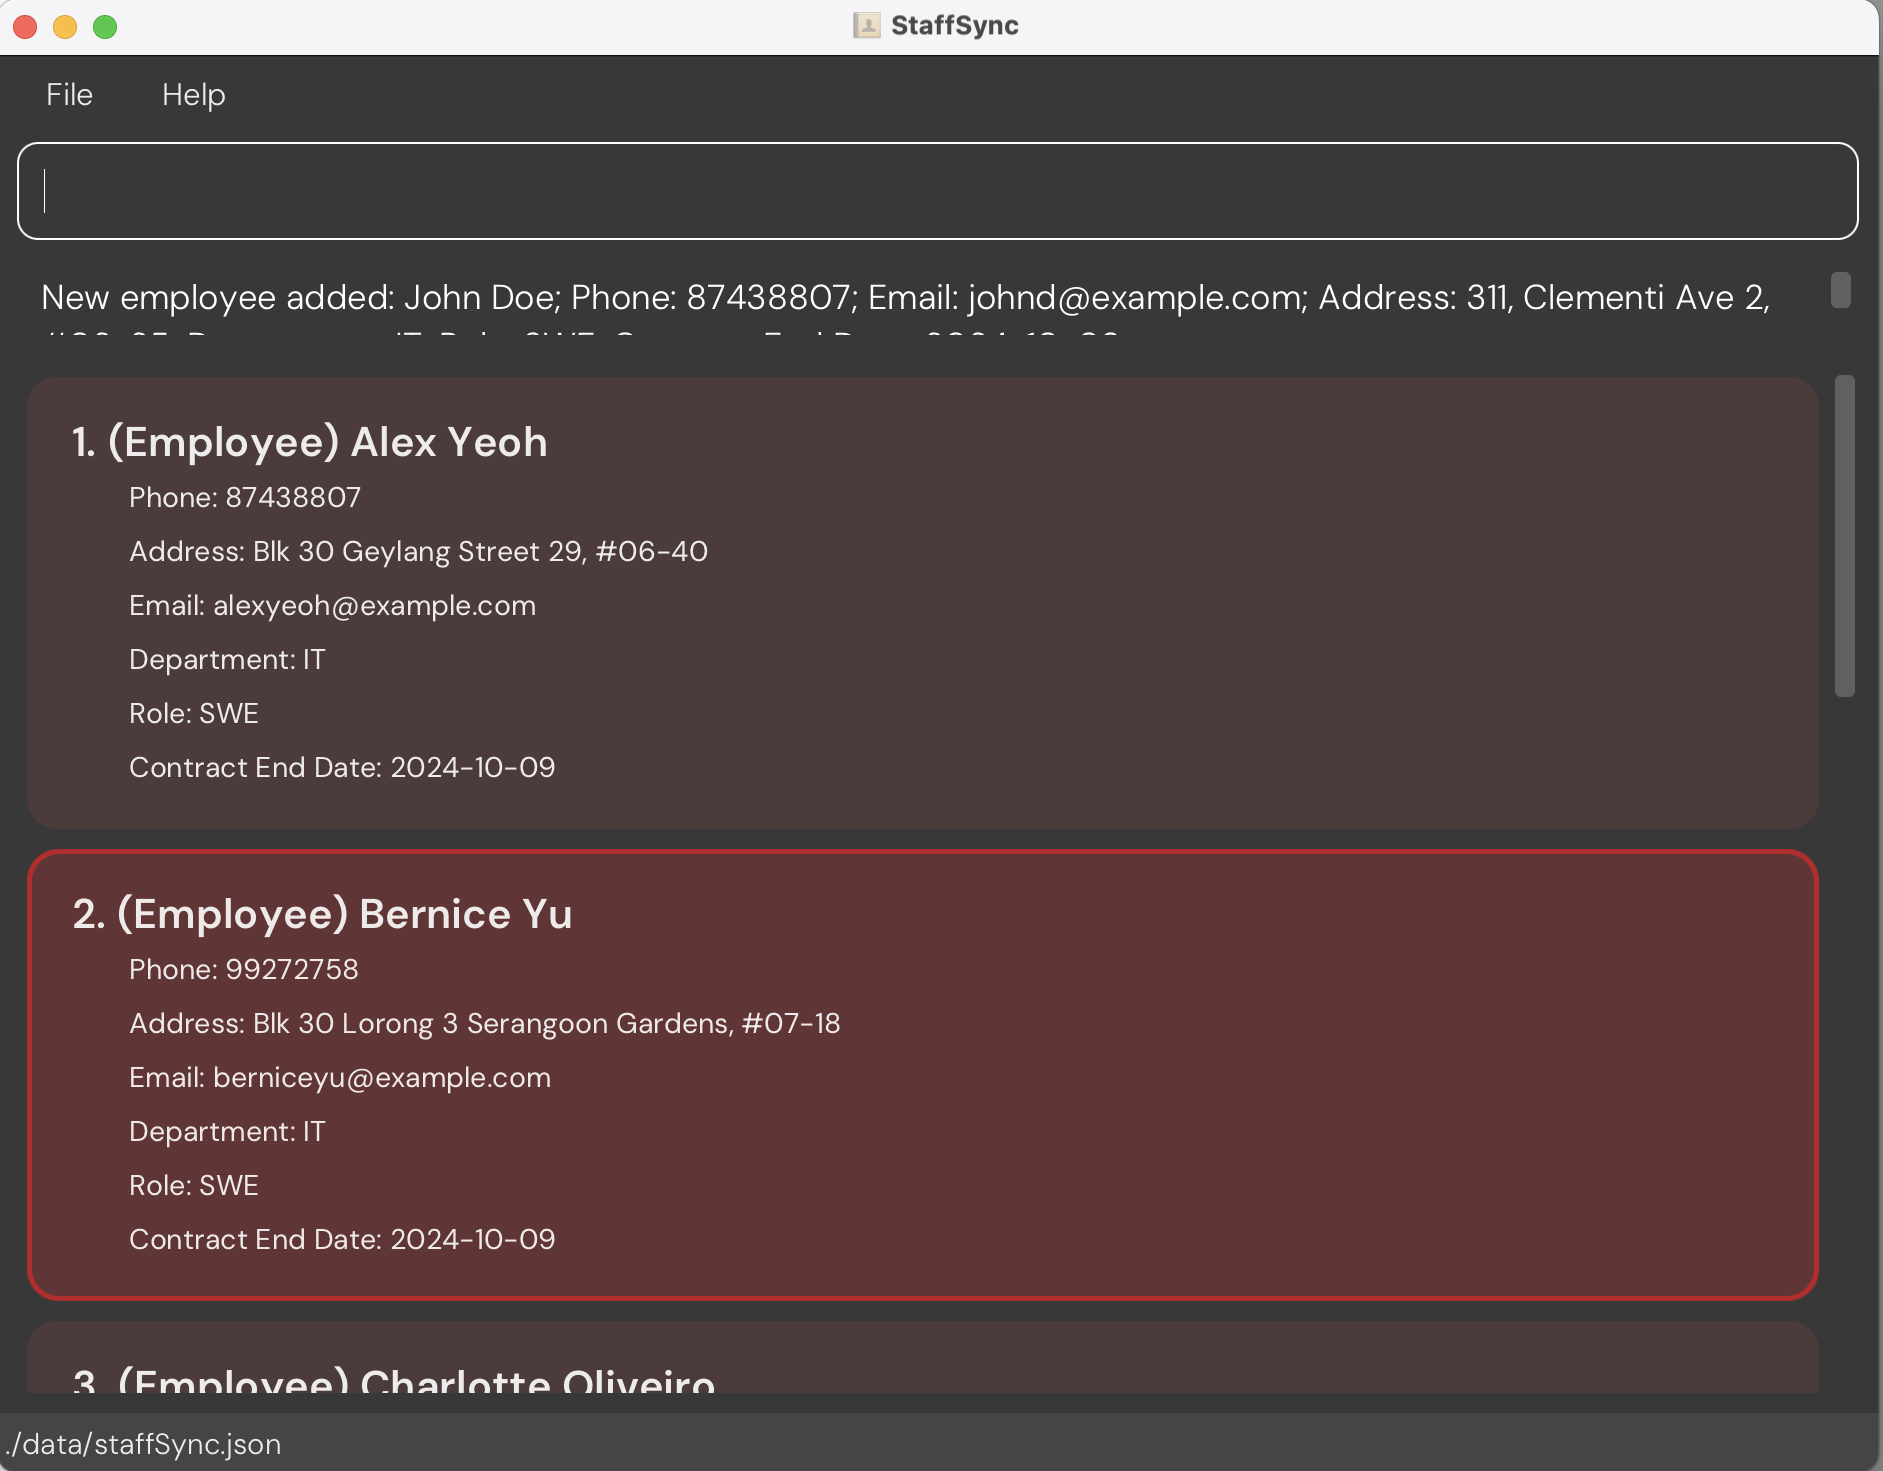 StaffSync
File Help
New employee added: John Doe; Phone: 87438807; Email: johnd@example.com; Address: 311, Clementi Ave 2,
1. (Employee) Alex Yeoh
Phone: 87438807
Address: Blk 30 Geylang Street 29, #06-40
Email: alexyeoh@example.com
Department: IT
Role: SWE
Contract End Date: 2024-10-09
2. (Employee) Bernice Yu
Phone: 99272758
Address: Blk 30 Lorong 3 Serangoon Gardens, #07-18
Email: berniceyu@example.com
Department: IT
Role: SWE
Contract End Date: 2024-10-09
3. (Employee) Charlotte Oliveiro
./data/staffSync.json